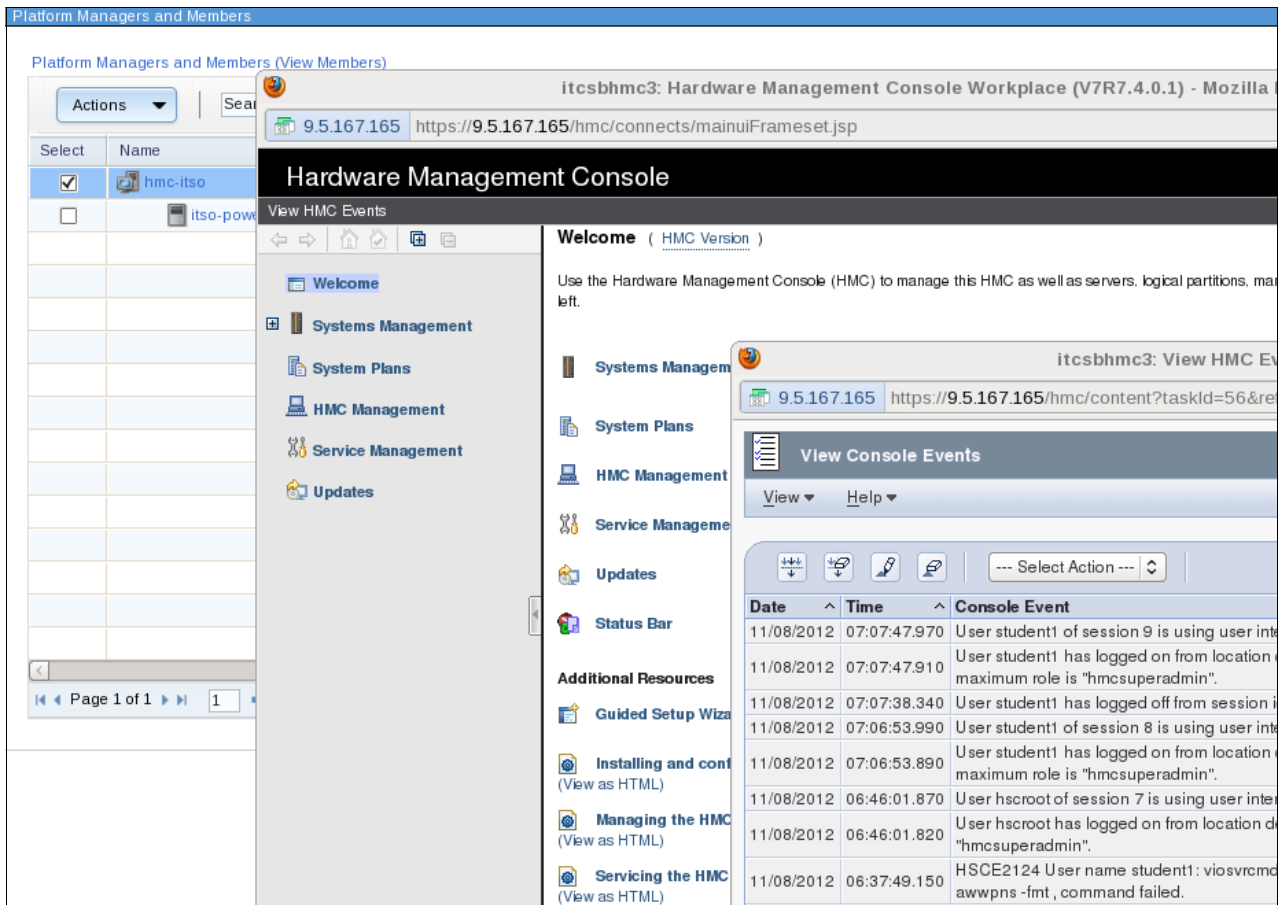 Platform Managers and Members
Platform Managers and Members (View Members)
Actions
Select Name
hmc-itso
Page 1 of 1 1
itcsbhmc3: Hardware Management Console Workplace (V7R7.4.0.1) - Mozilla
9.5.167.165 https://9.5.167.165/hmc/connects/mainuiFrameset.jsp
Hardware Management Console
View HMC Events
Welcome
Systems Management
System Plans
HMC Management
Service Management
Updates
Welcome ( HMC Version )
Use the Hardware Management Console (HMC) to manage this HMC as well as servers, logical partitions,
left.
Systems
System Plans
HMC Management
Service
Updates
Status Bar
Additional Resources
Guided Setup
Installing and
(View as HTML)
Managing the HMC
(View as HTML)
Servicing the HMC
(View as HTML)
itcsbhmc3: View HMC
9.5.167.165 https://9.5.167.165/hmc/content?taskId=56&
View Console Events
View Help
--- Select Action ---
Date Time Console Event
11/08/2012 07:07:47.970 User student1 of session 9 is using user
11/08/2012 07:07:47.910 User student1 has logged on from location
maximum role is "hmcsuperadmin".
11/08/2012 07:07:38.340 User student1 has logged off from session
11/08/2012 07:06:53.990 User student1 of session 8 is using user
11/08/2012 07:06:53.890 User student1 has logged on from location
maximum role is "hmcsuperadmin".
11/08/2012 06:46:01.870 User hscroot of session 7 is using user
11/08/2012 06:46:01.820 User hscroot has logged on from location
"hmcsuperadmin".
11/08/2012 06:37:49.150 HSCE2124 User name student1: viosvrcmd
awwpns -fmt , command failed.